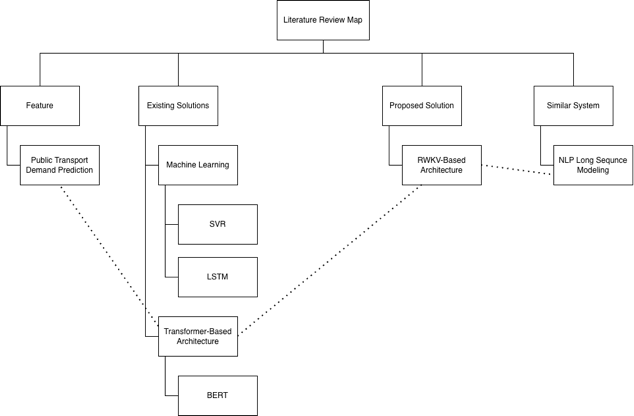 Literature Review Map
Feature
Existing Solutions
Proposed Solution
Similar System
Public Transport
Demand Prediction
Machine Learning
RWKV-Based
Architecture
NLP Long Sequnce
Modeling
SVR
LSTM
Transformer-Based
Architecture
BERT